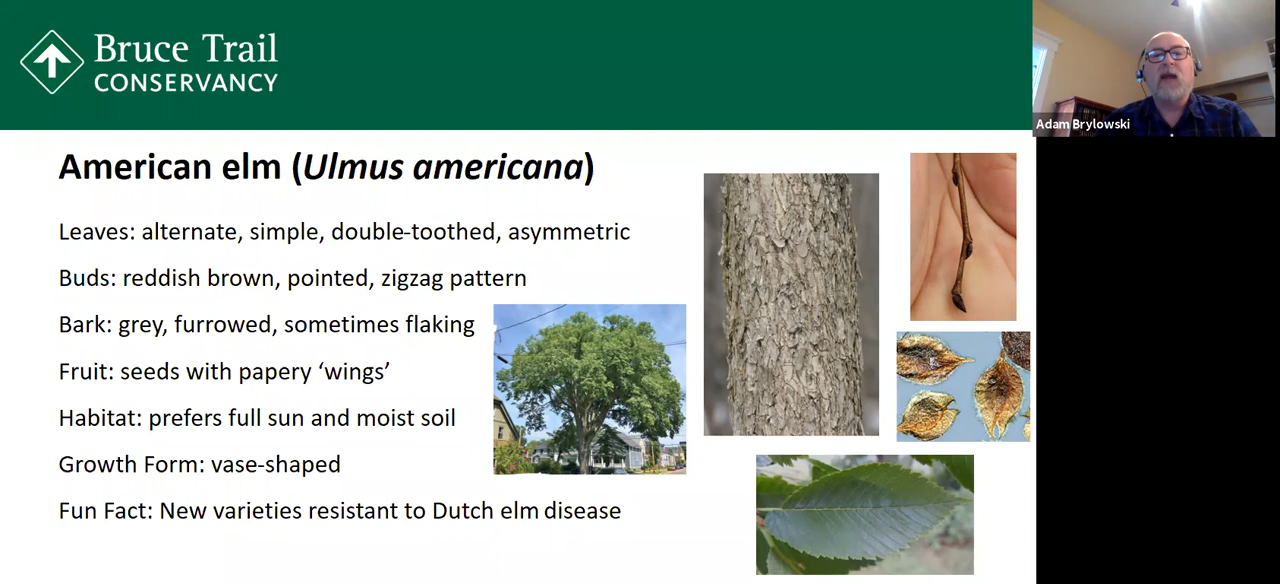 Bruce Trail
CONSERVANCY
Adam Brylowski
American elm (Ulmus americana)
Leaves: alternate, simple, double-toothed, asymmetric
Buds: reddish brown, pointed, zigzag pattern
Bark: grey, furrowed, sometimes flaking
Fruit: seeds with papery ‘wings’
Habitat: prefers full sun and moist soil
Growth Form: vase-shaped
Fun Fact: New varieties resistant to Dutch elm disease